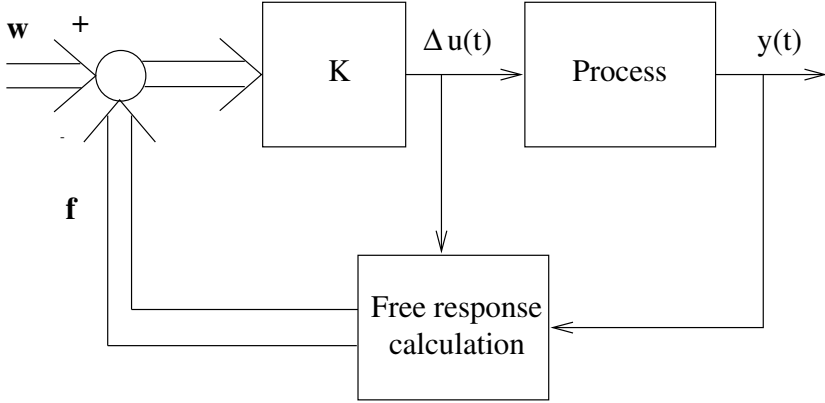 w
+
K
Δ u(t)
Process
y(t)
-
f
Free response
calculation